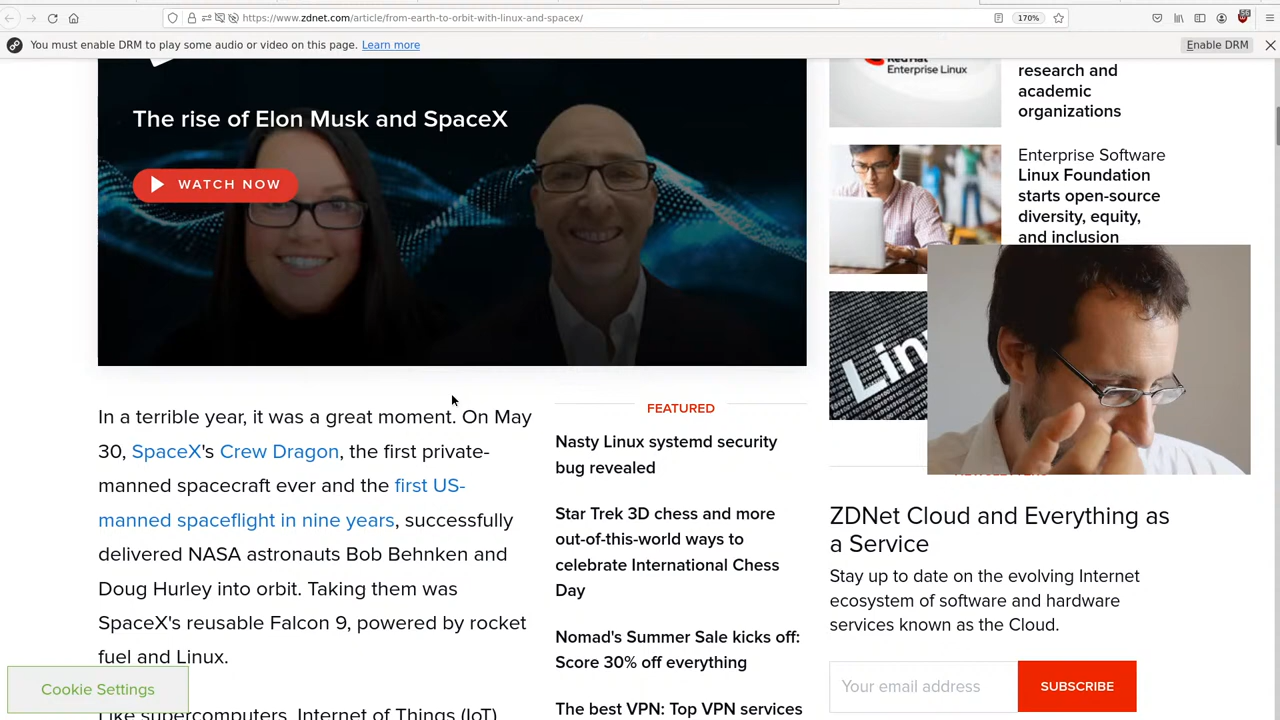 https://www.zdnet.com/article/from-earth-to-orbit-with-linux-and-spacex/
170%
You must enable DRM to play some audio or video on this page. Learn more
Enable DRM
The rise of Elon Musk and SpaceX
WATCH NOW
In a terrible year, it was a great moment. On May
30, SpaceX's Crew Dragon, the first private-
manned spacecraft ever and the first US-
manned spaceflight in nine years, successfully
delivered NASA astronauts Bob Behnken and
Doug Hurley into orbit. Taking them was
SpaceX's reusable Falcon 9, powered by rocket
fuel and Linux.
Like supercomputers, Internet of Things (IoT)
Cookie Settings
FEATURED
Nasty Linux systemd security
bug revealed
Star Trek 3D chess and more
out-of-this-world ways to
celebrate International Chess
Day
Nomad's Summer Sale kicks off:
Score 30% off everything
The best VPN: Top VPN services
Red Hat
Enterprise Linux
research and
academic
organizations
Enterprise Software
Linux Foundation
starts open-source
diversity, equity,
and inclusion
Lin
ZDNet Cloud and Everything as
a Service
Stay up to date on the evolving Internet
ecosystem of software and hardware
services known as the Cloud.
Your email address
SUBSCRIBE